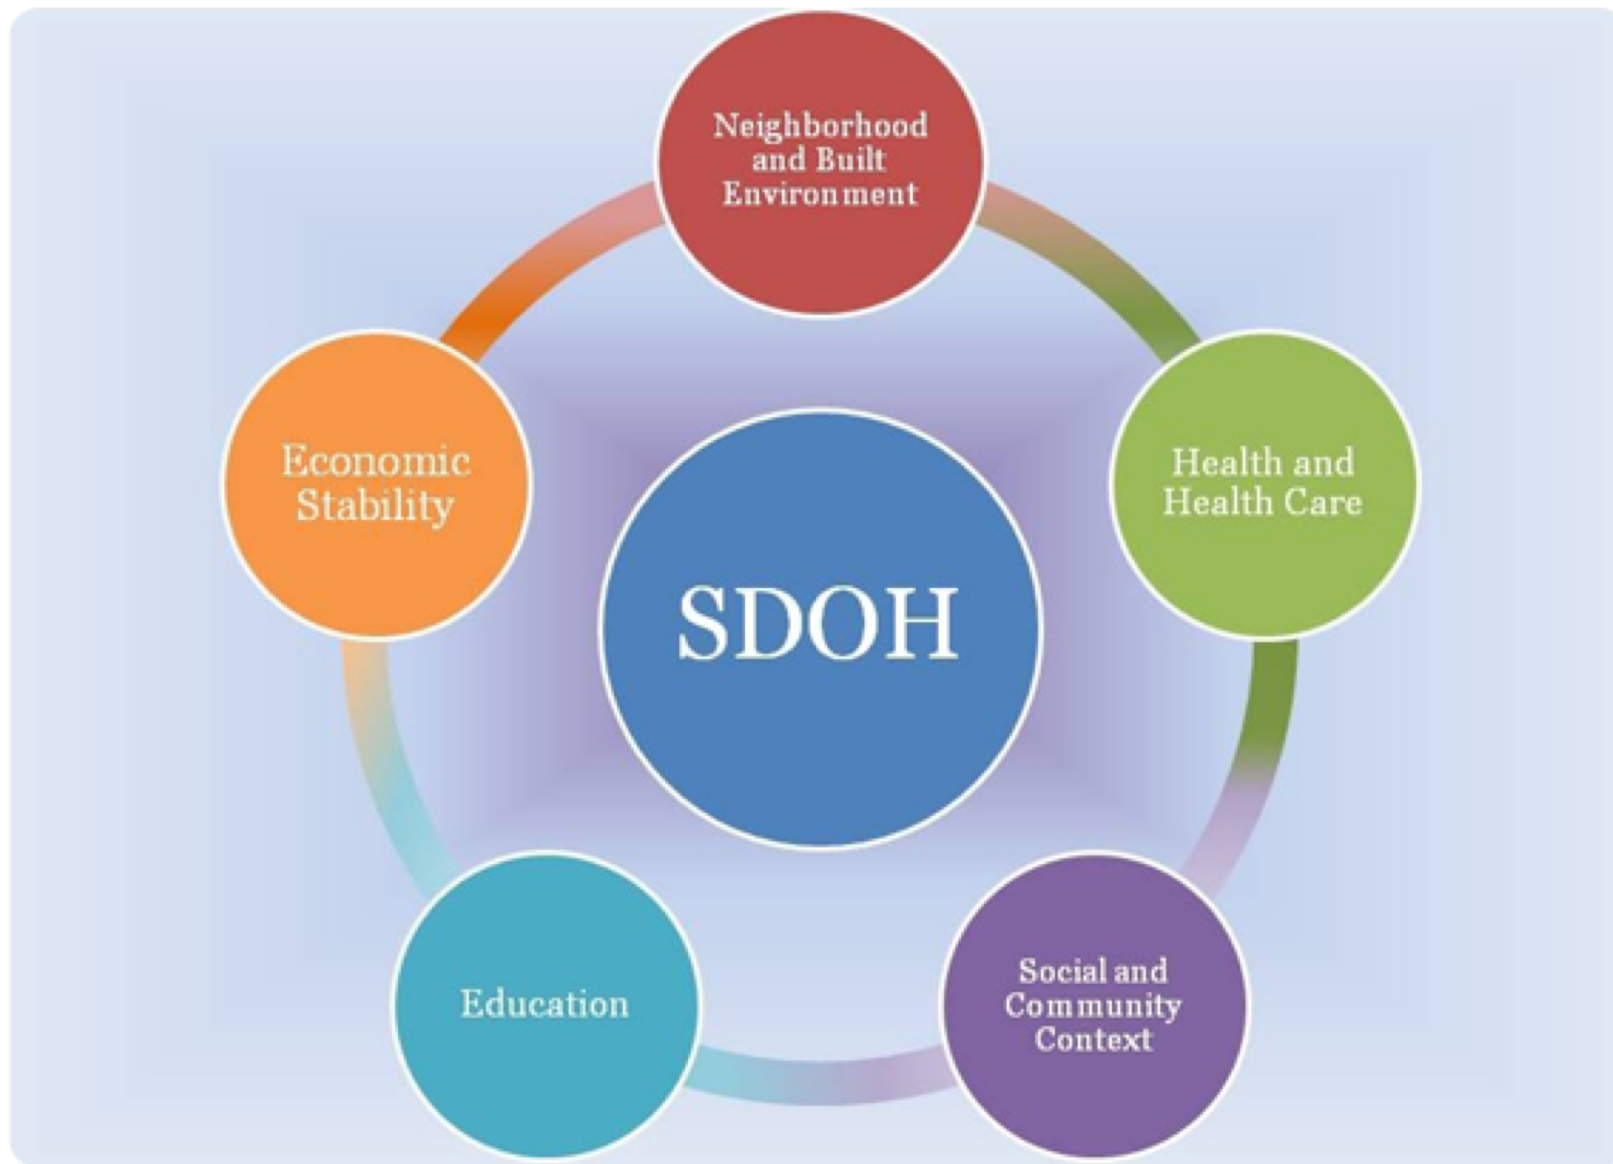 Neighborhood
and Built
Environment
Economic
Stability
Health and
Health Care
SDOH
Education
Social and
Community
Context